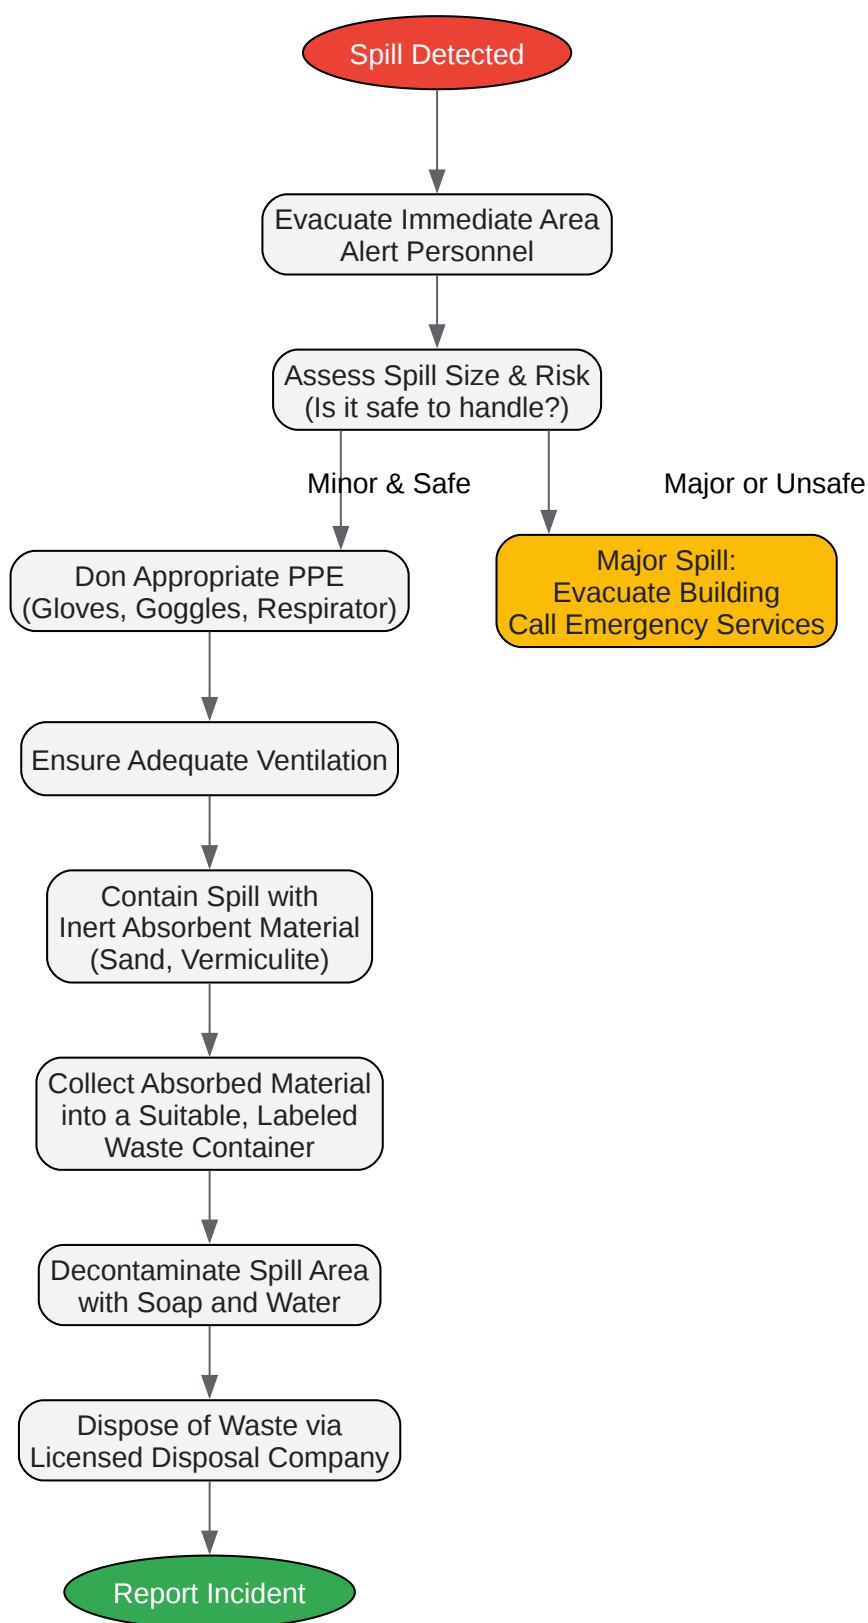 Spill Detected
Evacuate Immediate Area
Alert Personnel
Assess Spill Size & Risk
(Is it safe to handle?)
Minor & Safe
Major or Unsafe
Don Appropriate PPE
(Gloves, Goggles, Respirator)
Major Spill:
Evacuate Building
Call Emergency Services
Ensure Adequate Ventilation
Contain Spill with
Inert Absorbent Material
(Sand, Vermiculite)
Collect Absorbed Material
into a Suitable, Labeled
Waste Container
Decontaminate Spill Area
with Soap and Water
Dispose of Waste via
Licensed Disposal Company
Report Incident